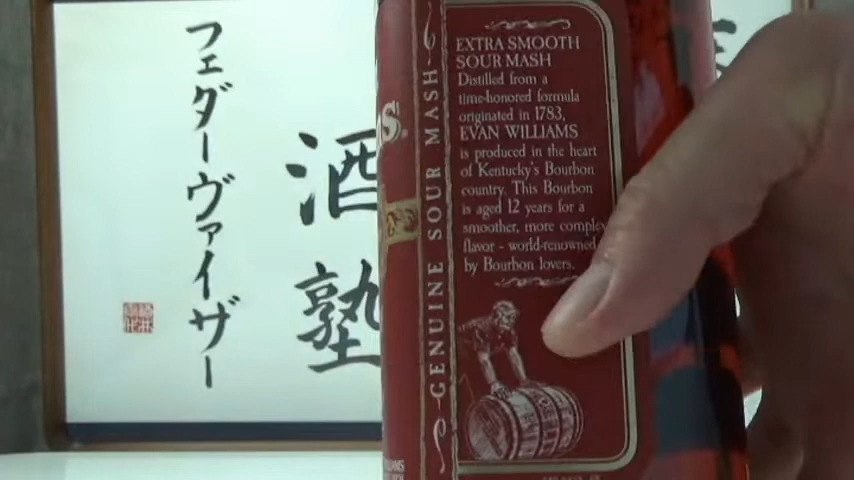 フェダーヴァイザー
酒塾
S.
GENUINE SOUR MASH
EXTRA SMOOTH
SOUR MASH
Distilled from a
time-honored formula
originated in 1783,
EVAN WILLIAMS
is produced in the heart
of Kentucky's Bourbon
country. This Bourbon
is aged 12 years for a
smoother, more complex
flavor - world-renowned
by Bourbon lovers.